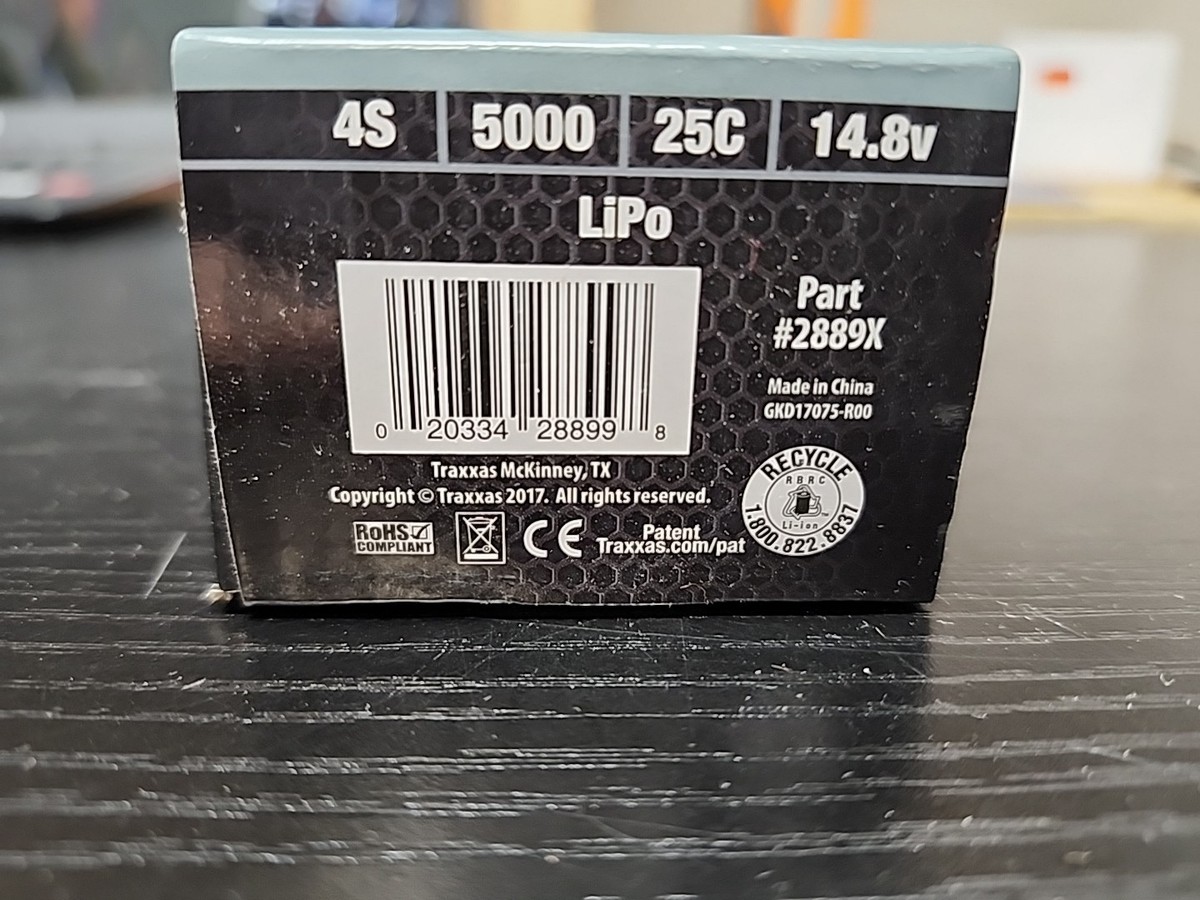 4S 5000 25C 14.8v
LiPo
Part
#2889X
Made in China
GKD17075-R00
0 20334 28899 8
Traxxas McKinney, TX
Copyright © Traxxas 2017. All rights reserved.
RoHS
COMPLIANT
CE
Patent
Traxxas.com/pat
RECYCLE
RBRC
Li-ion
TM
1.800.822.8837